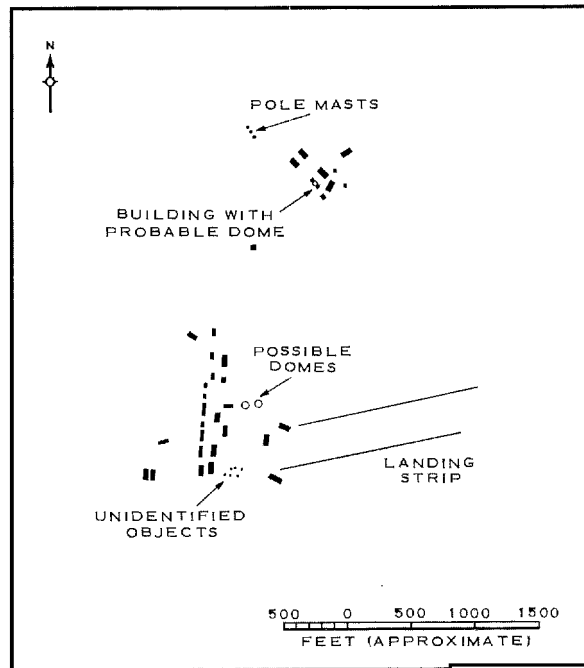 N
POLE MASTS
BUILDING WITH
PROBABLE DOME
POSSIBLE
DOMES
LANDING
STRIP
UNIDENTIFIED
OBJECTS
500 0 500 1000 1500
FEET (APPROXIMATE)